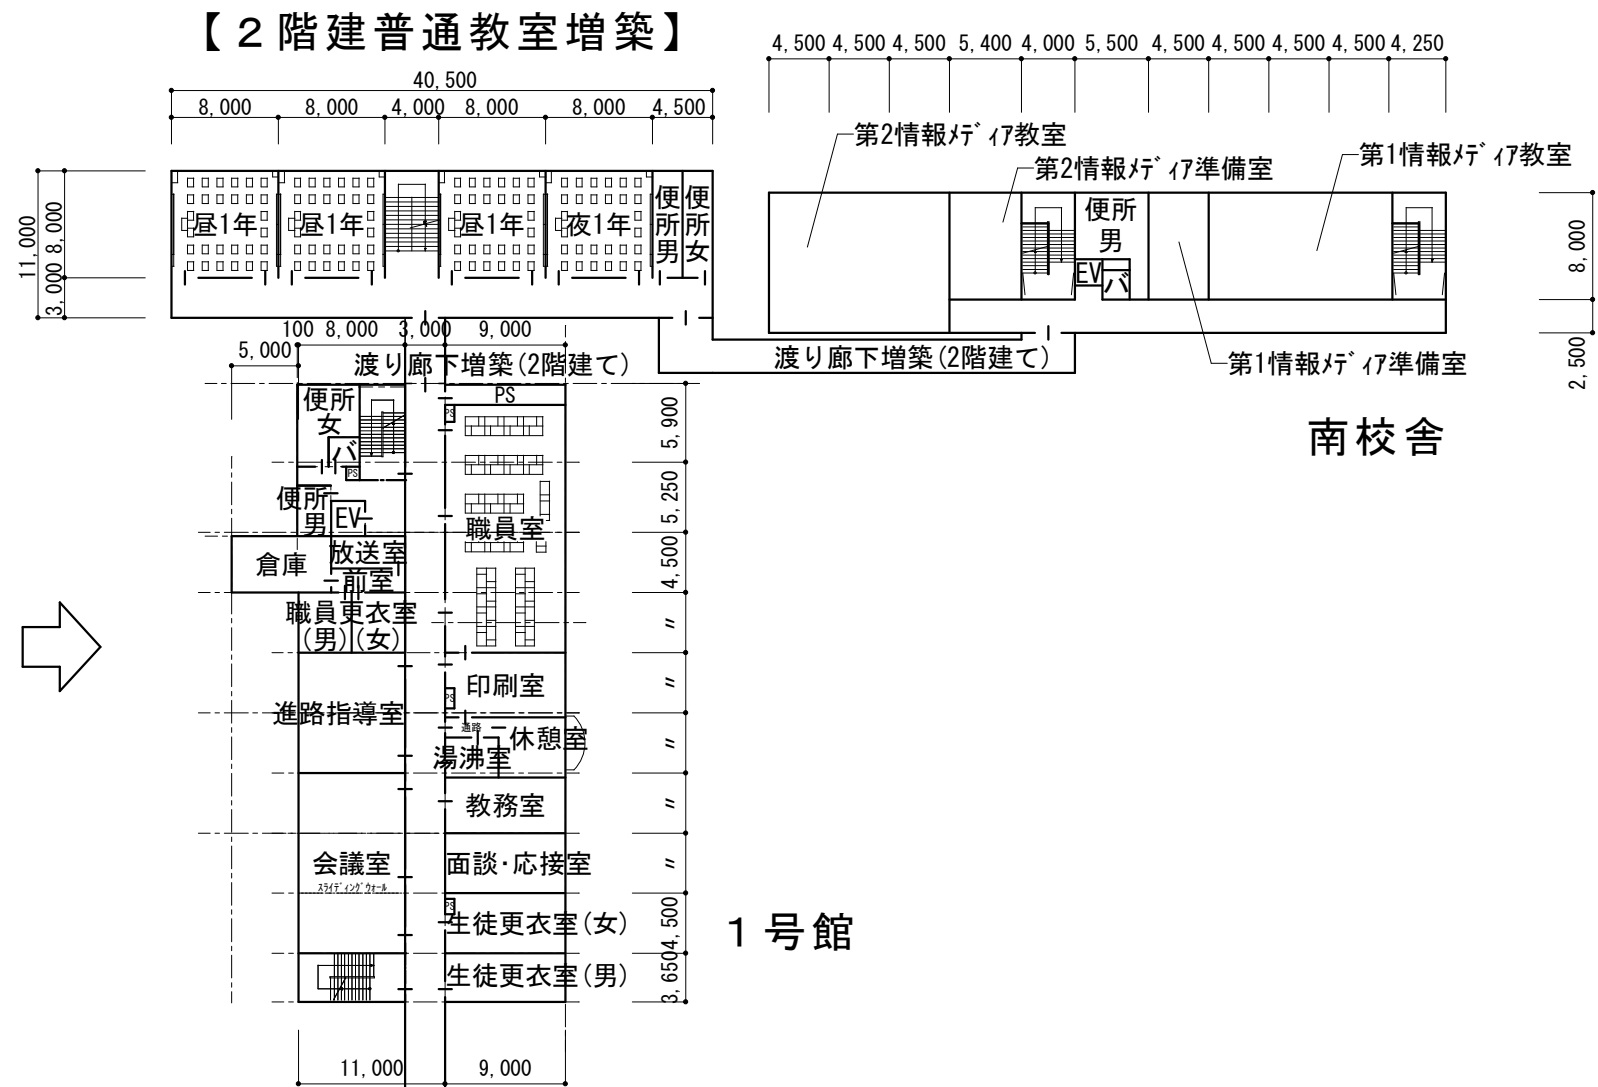 【２階建普通教室増築】
40,500
8,000 8,000 4,000 8,000 8,000 4,500
11,000
8,000
3,000
昼1年
昼1年
昼1年
夜1年
便所男
便所女
4,500 4,500 4,500 5,400 4,000 5,500 4,500 4,500 4,500 4,500 4,250
第2情報ﾒﾃﾞｨｱ教室
第2情報ﾒﾃﾞｨｱ準備室
第1情報ﾒﾃﾞｨｱ教室
便所
男
EV
バ
8,000
2,500
第1情報ﾒﾃﾞｨｱ準備室
渡り廊下増築(2階建て)
南校舎
100 8,000 3,000 9,000
5,000
渡り廊下増築(2階建て)
便所
女
バ
PS
PS
PS
便所
男
EV
職員室
倉庫
放送室
前室
職員更衣室
(男)(女)
進路指導室
印刷室
PS
通路
休憩室
湯沸室
教務室
会議室
ｽﾗｲﾃﾞｨﾝｸﾞｳｫｰﾙ
面談・応接室
PS
生徒更衣室(女)
生徒更衣室(男)
5,900
5,250
4,500
〃
〃
〃
〃
〃
4,500
3,650
１号館
11,000 9,000